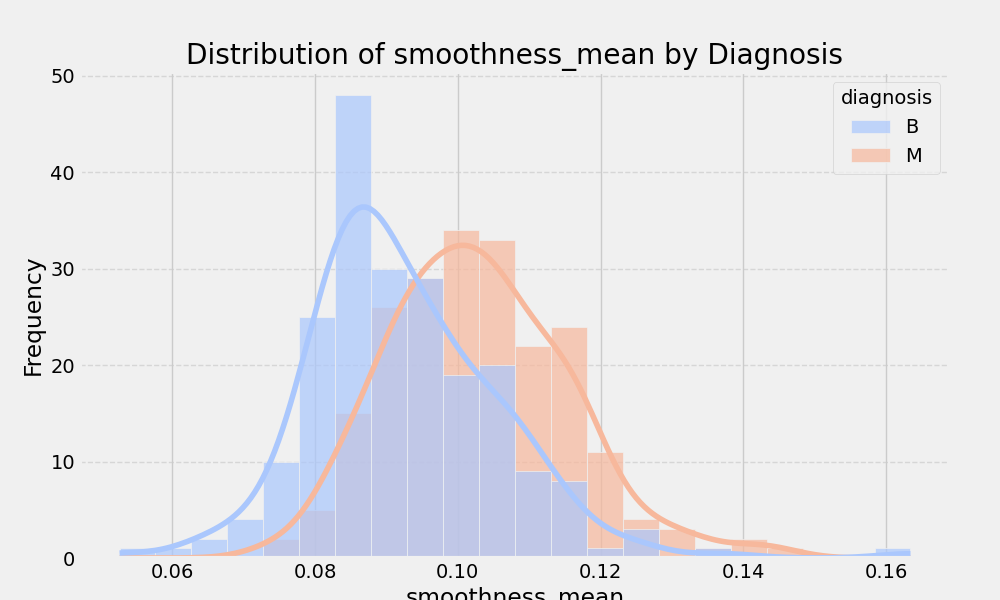 Distribution of smoothness_mean by Diagnosis
50
40
30
20
10
0
Frequency
diagnosis
B
M
0.06 0.08 0.10 0.12 0.14 0.16
smoothness_mean